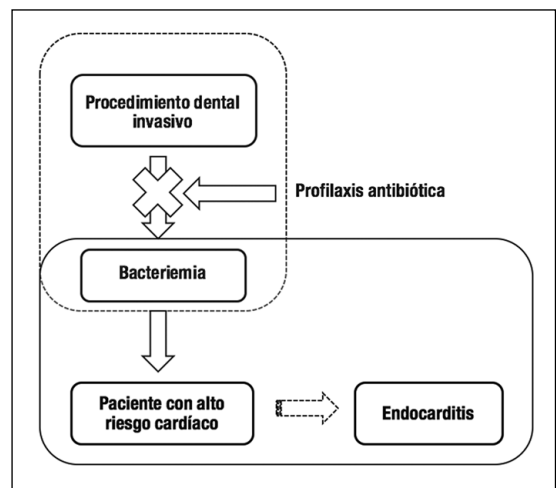 Procedimiento dental
invasivo
Profilaxis antibiótica
Bacteriemia
Paciente con alto
riesgo cardíaco
Endocarditis